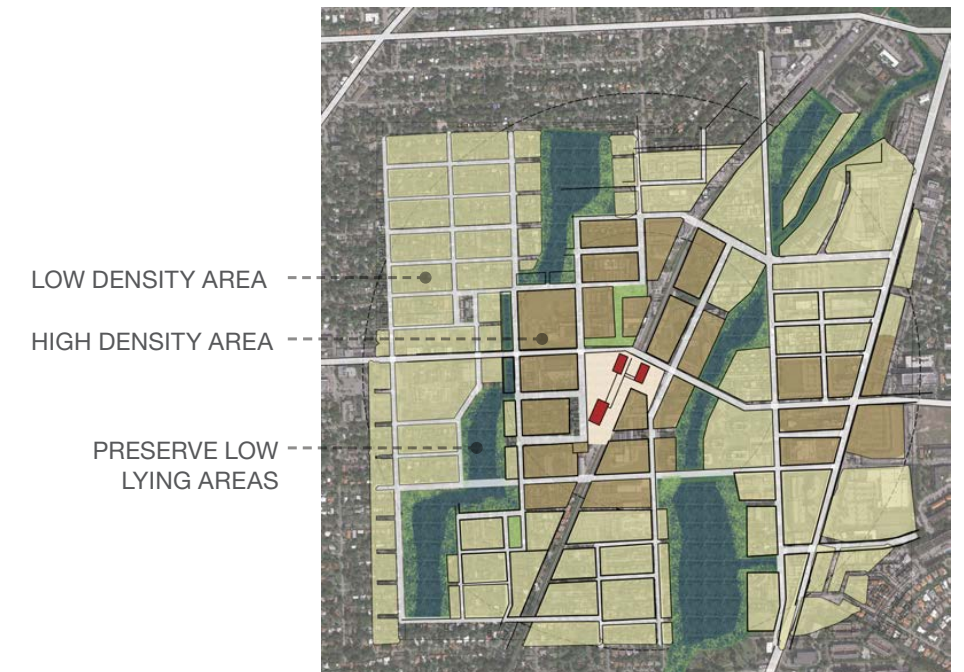 LOW DENSITY AREA
HIGH DENSITY AREA
PRESERVE LOW
LYING AREAS